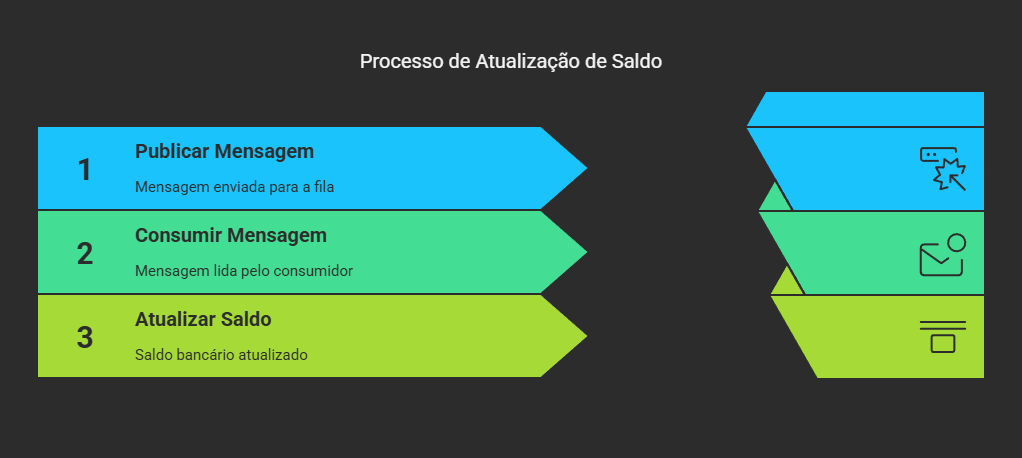 Processo de Atualização de Saldo
1
Publicar Mensagem
Mensagem enviada para a fila
2
Consumir Mensagem
Mensagem lida pelo consumidor
3
Atualizar Saldo
Saldo bancário atualizado